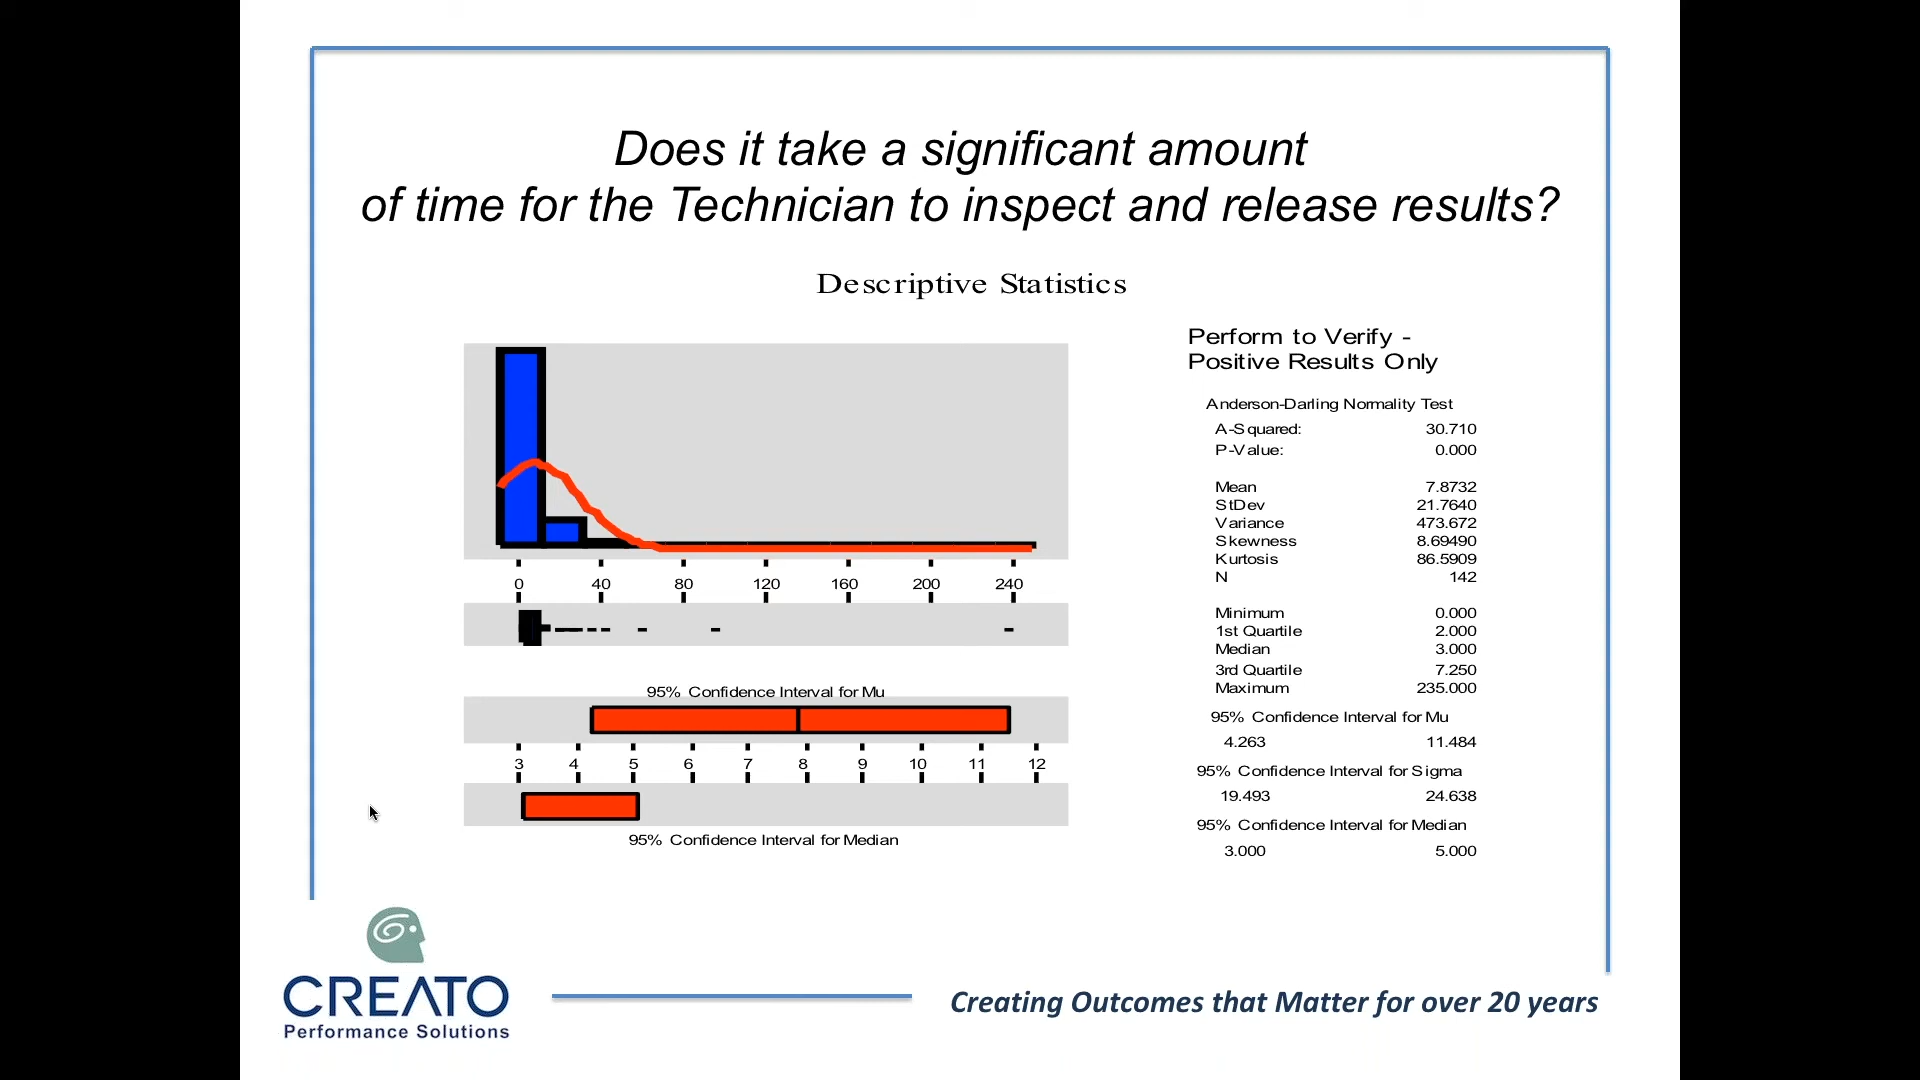 Does it take a significant amount
of time for the Technician to inspect and release results?
Descriptive Statistics
Perform to Verify -
Positive Results Only
Anderson-Darling Normality Test
A-Squared: 30.710
P-Value: 0.000
Mean 7.8732
StDev 21.7640
Variance 473.672
Skewness 8.69490
Kurtosis 86.5909
N 142
Minimum 0.000
1st Quartile 2.000
Median 3.000
3rd Quartile 7.250
Maximum 235.000
95% Confidence Interval for Mu
4.263 11.484
95% Confidence Interval for Sigma
19.493 24.638
95% Confidence Interval for Median
3.000 5.000
0 40 80 120 160 200 240
95% Confidence Interval for Mu
3 4 5 6 7 8 9 10 11 12
95% Confidence Interval for Median
CREATO
Performance Solutions
Creating Outcomes that Matter for over 20 years